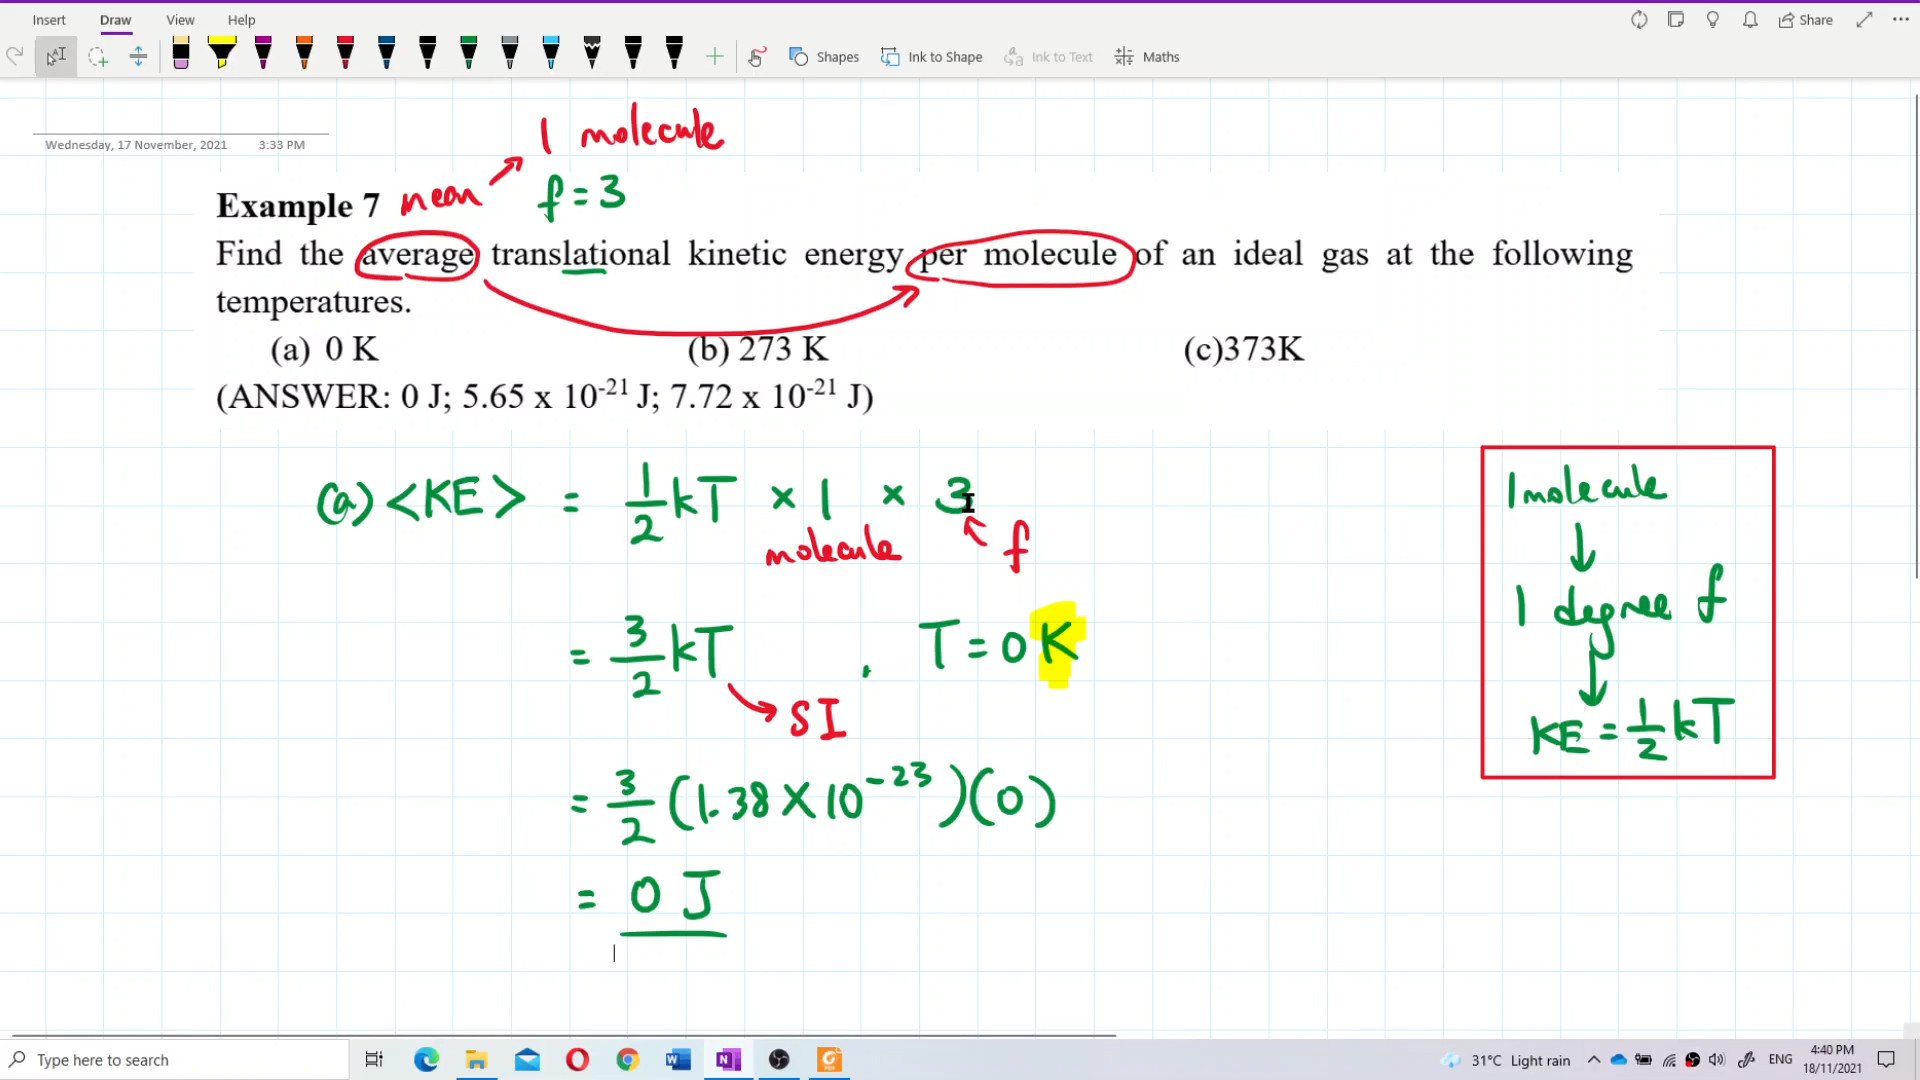 Insert Draw View Help
Share
Shapes Ink to Shape Ink to Text Maths
Wednesday, 17 November, 2021 3:33 PM
1 molecule
Example 7 mean f = 3
Find the average translational kinetic energy per molecule of an ideal gas at the following
temperatures.
(a) 0 K (b) 273 K (c)373K
(ANSWER: 0 J; 5.65 x 10⁻²¹ J; 7.72 x 10⁻²¹ J)
(a) <KE> = 1/2 kT × 1 × 3
molecule f
= 3/2 kT , T = 0 K
SI
= 3/2 (1.38 × 10⁻²³)(0)
= 0 J
1 molecule
↓
1 degree f
↓
KE = 1/2 kT
Type here to search
31°C Light rain
ENG
4:40 PM
18/11/2021